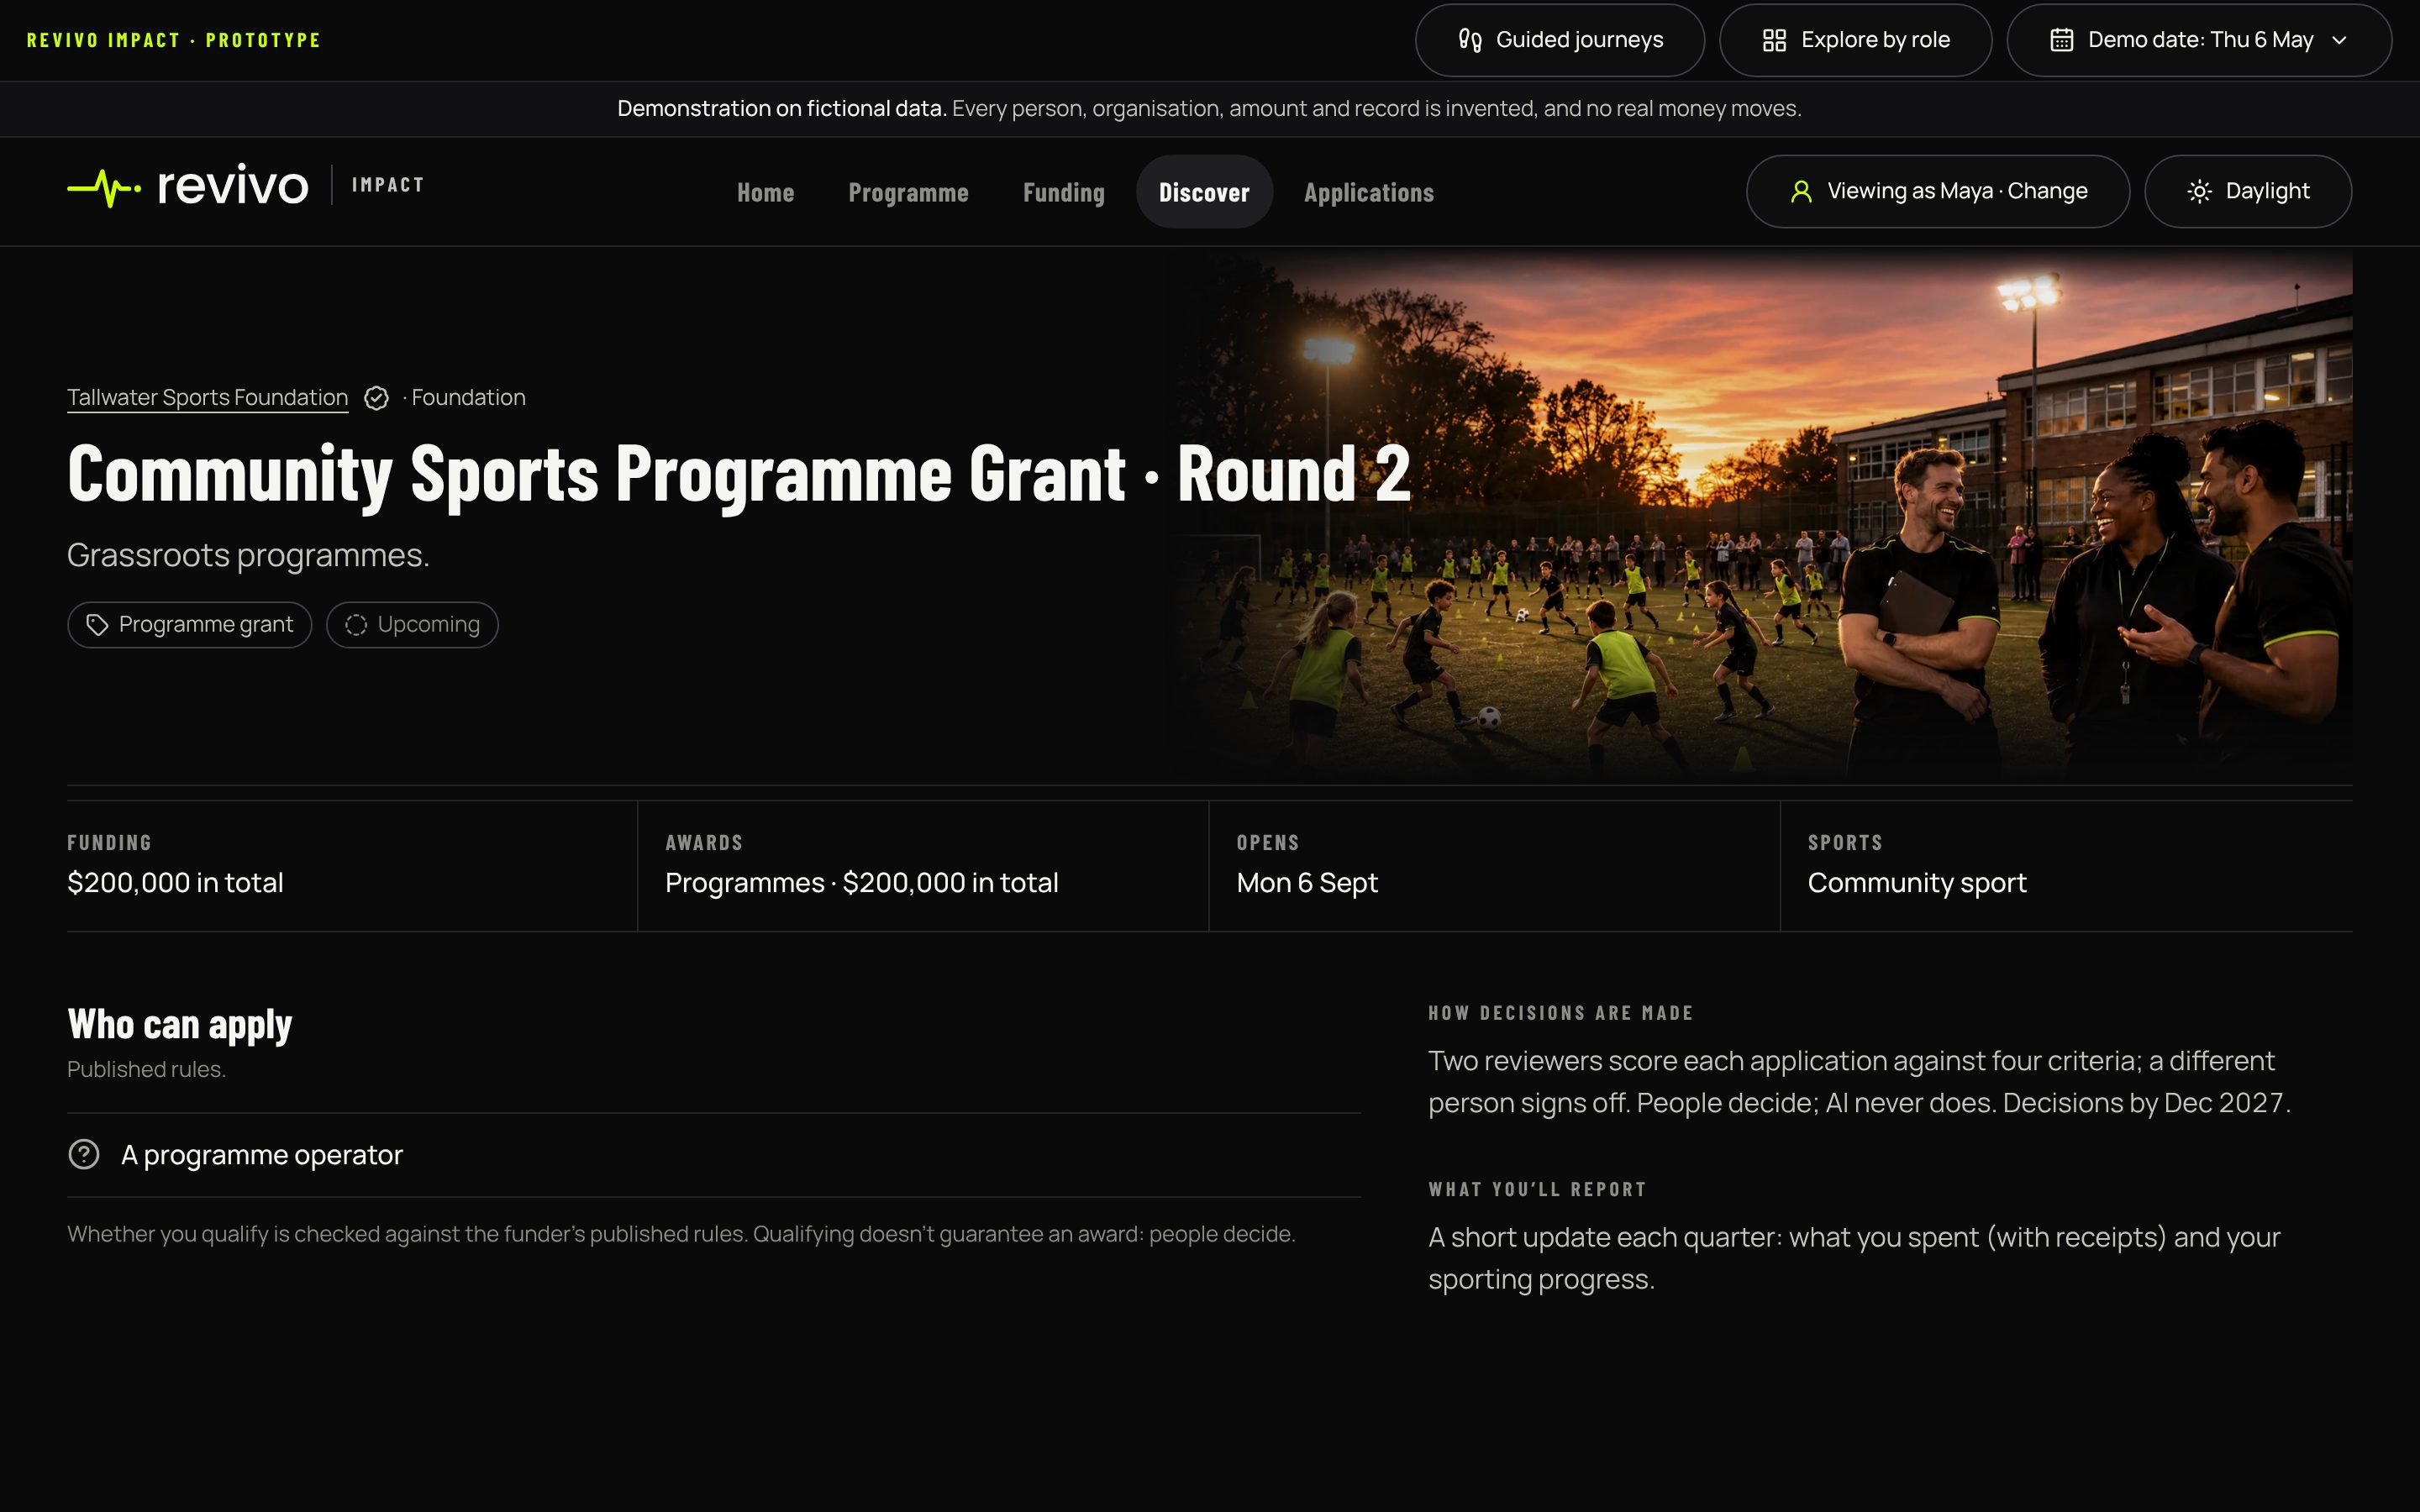 REVIVO IMPACT · PROTOTYPE
Guided journeys
Explore by role
Demo date: Thu 6 May
Demonstration on fictional data. Every person, organisation, amount and record is invented, and no real money moves.
revivo
IMPACT
Home
Programme
Funding
Discover
Applications
Viewing as Maya · Change
Daylight
Tallwater Sports Foundation · Foundation
Community Sports Programme Grant · Round 2
Grassroots programmes.
Programme grant
Upcoming
FUNDING
$200,000 in total
AWARDS
Programmes · $200,000 in total
OPENS
Mon 6 Sept
SPORTS
Community sport
Who can apply
Published rules.
A programme operator
Whether you qualify is checked against the funder’s published rules. Qualifying doesn’t guarantee an award: people decide.
HOW DECISIONS ARE MADE
Two reviewers score each application against four criteria; a different
person signs off. People decide; AI never does. Decisions by Dec 2027.
WHAT YOU’LL REPORT
A short update each quarter: what you spent (with receipts) and your
sporting progress.